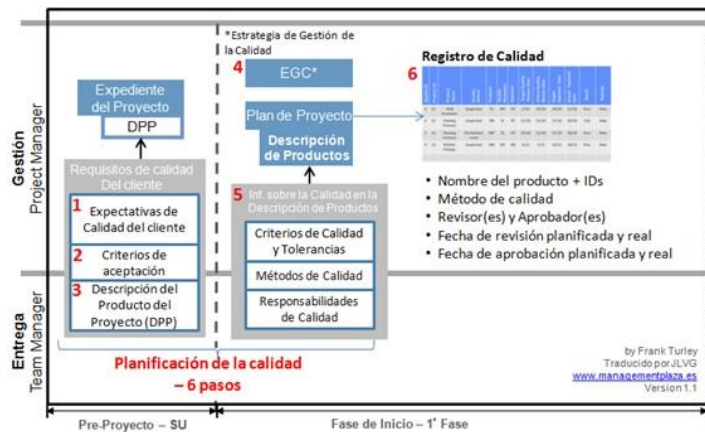 *Estrategia de Gestión de
la Calidad
4
EGC*
Registro de Calidad
6
Expediente
del Proyecto
DPP
Plan de Proyecto
Descripción
de Productos
Gestión
Project Manager
Requisitos de calidad
Del cliente
1
Expectativas de
Calidad del cliente
2
Criterios de
aceptación
3
Descripción del
Producto del
Proyecto (DPP)
5
Inf. sobre la Calidad en la
Descripción de Productos
Criterios de Calidad
y Tolerancias
Métodos de Calidad
Responsabilidades
de Calidad
• Nombre del producto + IDs
• Método de calidad
• Revisor(es) y Aprobador(es)
• Fecha de revisión planificada y real
• Fecha de aprobación planificada y real
Entrega
Team Manager
Planificación de la calidad
– 6 pasos
by Frank Turley
Traducido por JLVG
www.managementplaza.es
Version 1.1
Pre-Proyecto – SU
Fase de Inicio – 1ª Fase